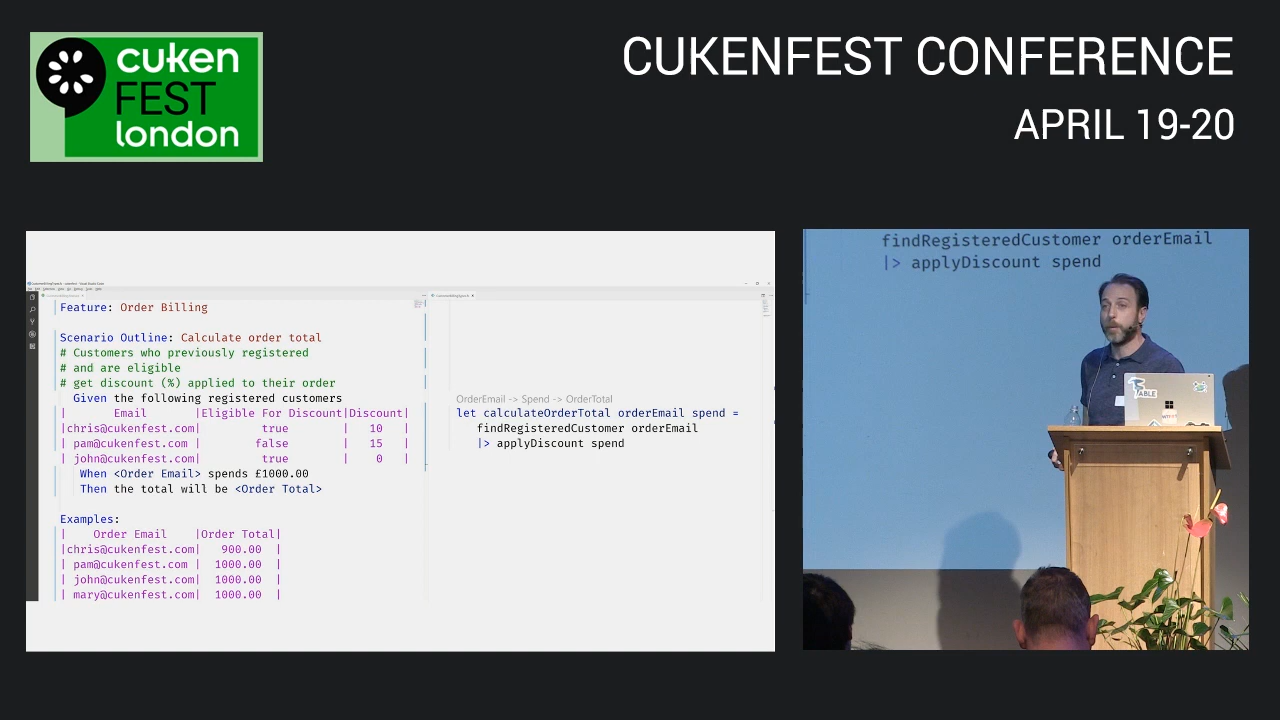 cuken
FEST
london
CUKENFEST CONFERENCE
APRIL 19-20
Feature: Order Billing
Scenario Outline: Calculate order total
# Customers who previously registered
# and are eligible
# get discount (%) applied to their order
Given the following registered customers
| Email |Eligible For Discount|Discount|
|chris@cukenfest.com| true | 10 |
| pam@cukenfest.com | false | 15 |
| john@cukenfest.com| true | 0 |
When <Order Email> spends £1000.00
Then the total will be <Order Total>
Examples:
| Order Email |Order Total|
|chris@cukenfest.com| 900.00 |
| pam@cukenfest.com | 1000.00 |
| john@cukenfest.com| 1000.00 |
| mary@cukenfest.com| 1000.00 |
OrderEmail -> Spend -> OrderTotal
let calculateOrderTotal orderEmail spend =
findRegisteredCustomer orderEmail
|> applyDiscount spend
findRegisteredCustomer orderEmail
|> applyDiscount spend
ABLE